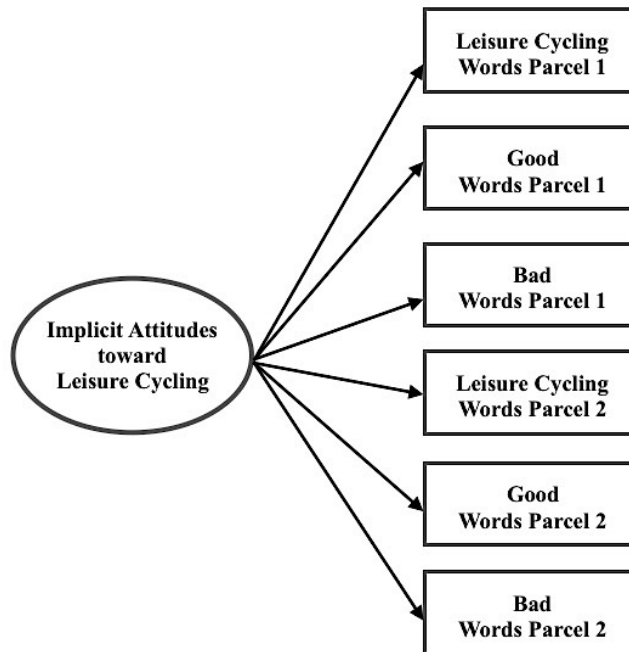 Leisure Cycling
Words Parcel 1
Good
Words Parcel 1
Bad
Words Parcel 1
Implicit Attitudes
toward
Leisure Cycling
Leisure Cycling
Words Parcel 2
Good
Words Parcel 2
Bad
Words Parcel 2